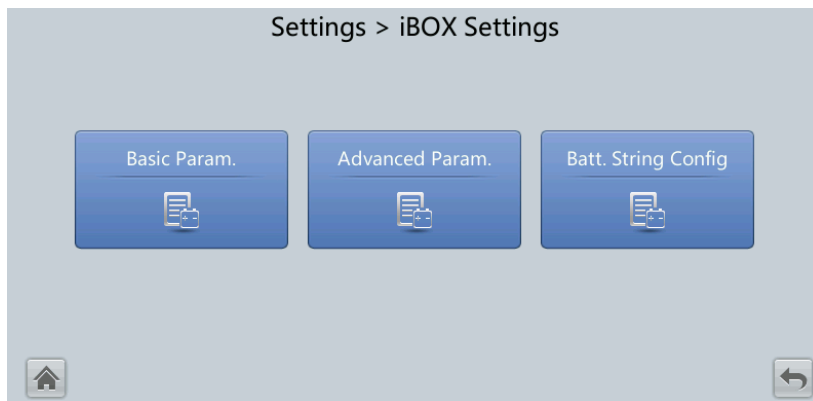 Settings > iBOX Settings
Basic Param.
Advanced Param.
Batt. String Config